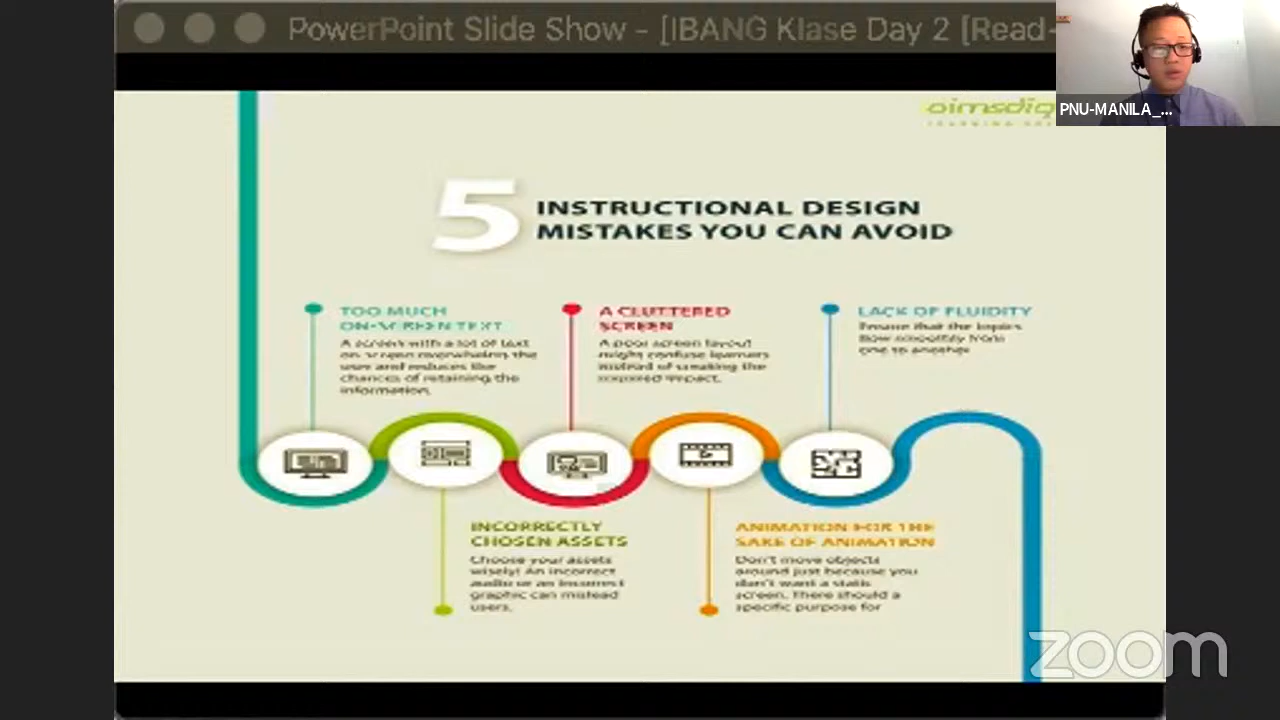 PowerPoint Slide Show - [IBANG Klase Day 2 [Read-
PNU-MANILA_...
5 INSTRUCTIONAL DESIGN
MISTAKES YOU CAN AVOID
TOO MUCH
ON-SCREEN TEXT
A screen with a lot of text
on screen overwhelms the
user and reduces the
chances of retaining the
information.
A CLUTTERED
SCREEN
A poor screen layout
might confuse learners
instead of making the
required impact.
LACK OF FLUIDITY
Ensure that the topics
flow smoothly from
one to another
INCORRECTLY
CHOSEN ASSETS
Choose your assets
wisely! An incorrect
audio or an incorrect
graphic can mislead
users.
ANIMATION FOR THE
SAKE OF ANIMATION
Don't move objects
around just because you
don't want a static
screen. There should a
specific purpose for
zoom